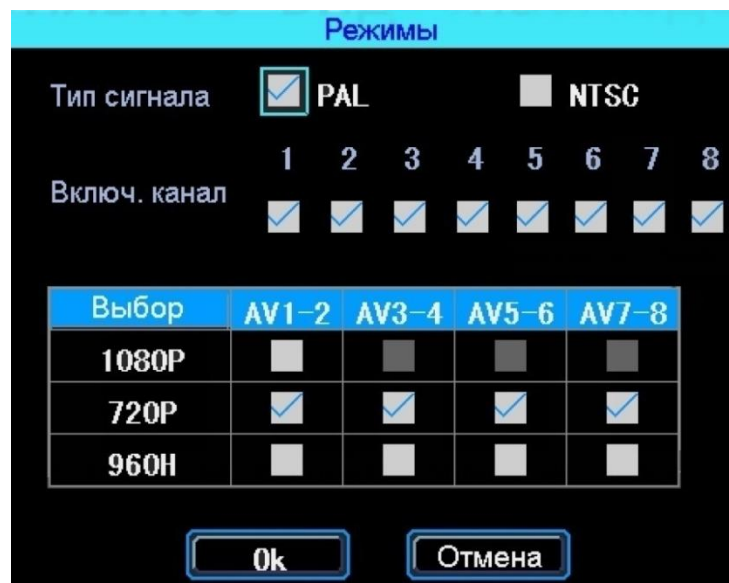 Режимы
Тип сигнала PAL NTSC
1 2 3 4 5 6 7 8
Включ. канал
Выбор AV1-2 AV3-4 AV5-6 AV7-8
1080P
720P
960H
Ok Отмена